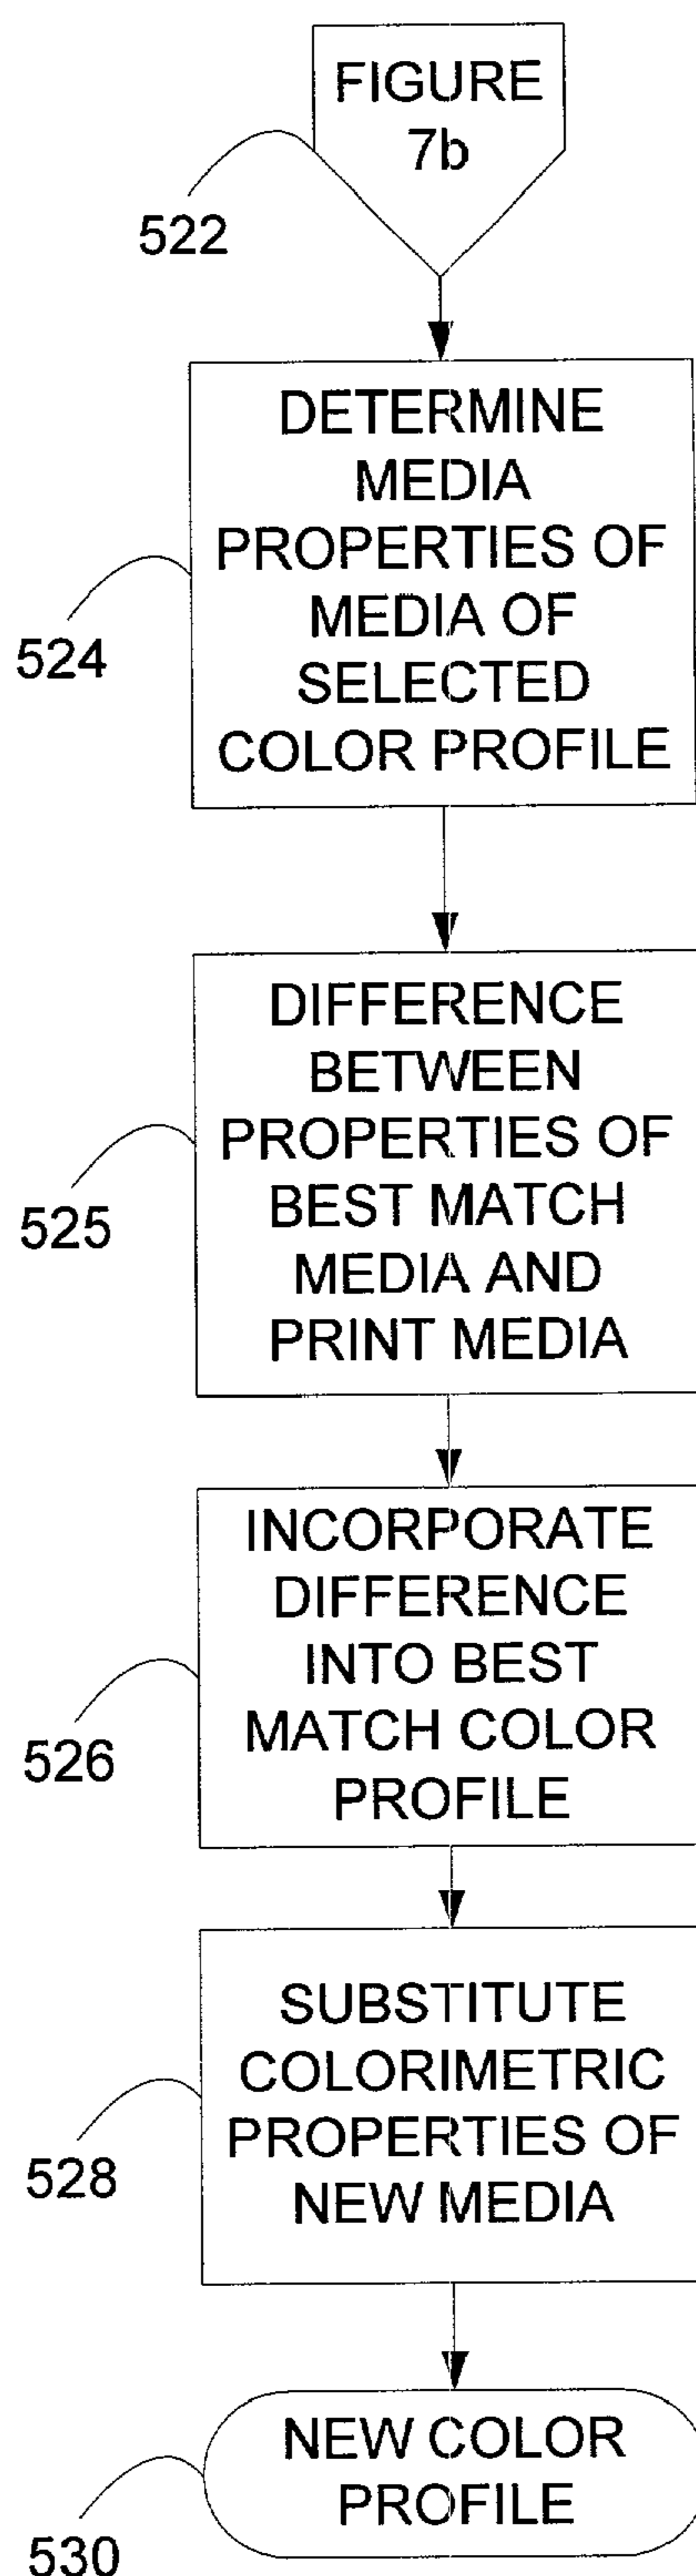 FIGURE
7b
522
DETERMINE
MEDIA
PROPERTIES OF
MEDIA OF
SELECTED
COLOR PROFILE
524
DIFFERENCE
BETWEEN
PROPERTIES OF
BEST MATCH
MEDIA AND
PRINT MEDIA
525
INCORPORATE
DIFFERENCE
INTO BEST
MATCH COLOR
PROFILE
526
SUBSTITUTE
COLORIMETRIC
PROPERTIES OF
NEW MEDIA
528
NEW COLOR
PROFILE
530